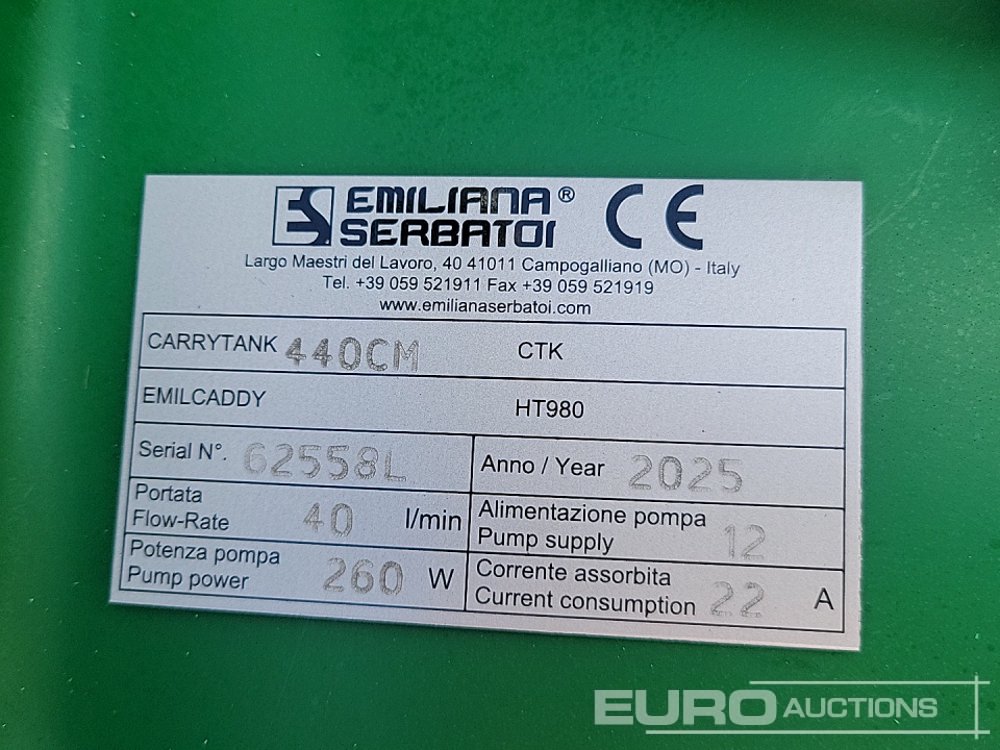 EMILIANA® CE
SERBATOI
Largo Maestri del Lavoro, 40 41011 Campogalliano (MO) - Italy
Tel. +39 059 521911 Fax +39 059 521919
www.emilianaserbatoi.com
CARRYTANK 440CM CTK
EMILCADDY HT980
Serial N°. 62558L Anno / Year 2025
Portata
Flow-Rate 40 l/min
Alimentazione pompa
Pump supply 12
Potenza pompa
Pump power 260 W
Corrente assorbita
Current consumption 22 A
EURO AUCTIONS